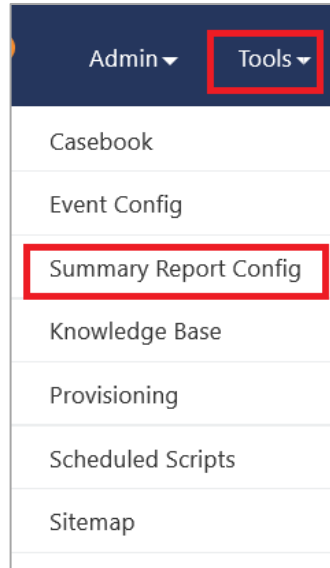 Admin Tools
Casebook
Event Config
Summary Report Config
Knowledge Base
Provisioning
Scheduled Scripts
Sitemap